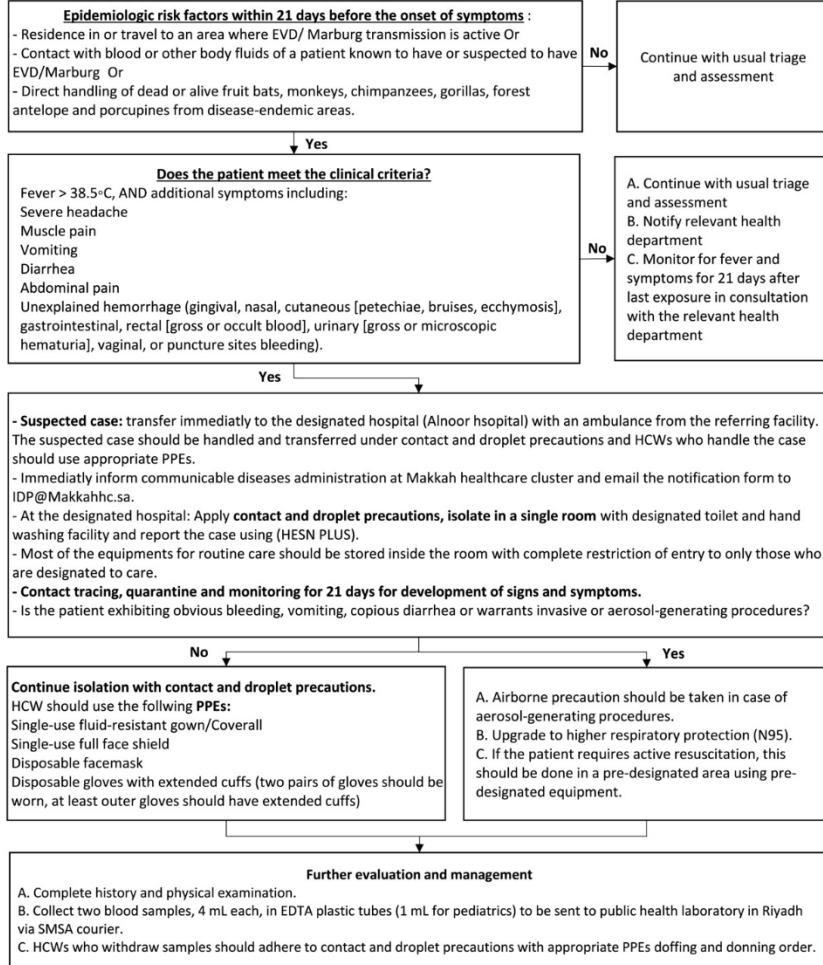 Epidemiologic risk factors within 21 days before the onset of symptoms :
- Residence in or travel to an area where EVD/ Marburg transmission is active Or
- Contact with blood or other body fluids of a patient known to have or suspected to have
EVD/Marburg Or
- Direct handling of dead or alive fruit bats, monkeys, chimpanzees, gorillas, forest
antelope and porcupines from disease-endemic areas.
No
Continue with usual triage
and assessment
Yes
Does the patient meet the clinical criteria?
Fever > 38.5◦C, AND additional symptoms including:
Severe headache
Muscle pain
Vomiting
Diarrhea
Abdominal pain
Unexplained hemorrhage (gingival, nasal, cutaneous [petechiae, bruises, ecchymosis],
gastrointestinal, rectal [gross or occult blood], urinary [gross or microscopic
hematuria], vaginal, or puncture sites bleeding).
No
A. Continue with usual triage
and assessment
B. Notify relevant health
department
C. Monitor for fever and
symptoms for 21 days after
last exposure in consultation
with the relevant health
department
Yes
- Suspected case: transfer immediatly to the designated hospital (Alnoor hsopital) with an ambulance from the referring facility.
The suspected case should be handled and transferred under contact and droplet precautions and HCWs who handle the case
should use appropriate PPEs.
- Immediatly inform communicable diseases administration at Makkah healthcare cluster and email the notification form to
IDP@Makkahhc.sa.
- At the designated hospital: Apply contact and droplet precautions, isolate in a single room with designated toilet and hand
washing facility and report the case using (HESN PLUS).
- Most of the equipments for routine care should be stored inside the room with complete restriction of entry to only those who
are designated to care.
- Contact tracing, quarantine and monitoring for 21 days for development of signs and symptoms.
- Is the patient exhibiting obvious bleeding, vomiting, copious diarrhea or warrants invasive or aerosol-generating procedures?
No
Yes
Continue isolation with contact and droplet precautions.
HCW should use the follwing PPEs:
Single-use fluid-resistant gown/Coverall
Single-use full face shield
Disposable facemask
Disposable gloves with extended cuffs (two pairs of gloves should be
worn, at least outer gloves should have extended cuffs)
A. Airborne precaution should be taken in case of
aerosol-generating procedures.
B. Upgrade to higher respiratory protection (N95).
C. If the patient requires active resuscitation, this
should be done in a pre-designated area using pre-
designated equipment.
Further evaluation and management
A. Complete history and physical examination.
B. Collect two blood samples, 4 mL each, in EDTA plastic tubes (1 mL for pediatrics) to be sent to public health laboratory in Riyadh
via SMSA courier.
C. HCWs who withdraw samples should adhere to contact and droplet precautions with appropriate PPEs doffing and donning order.